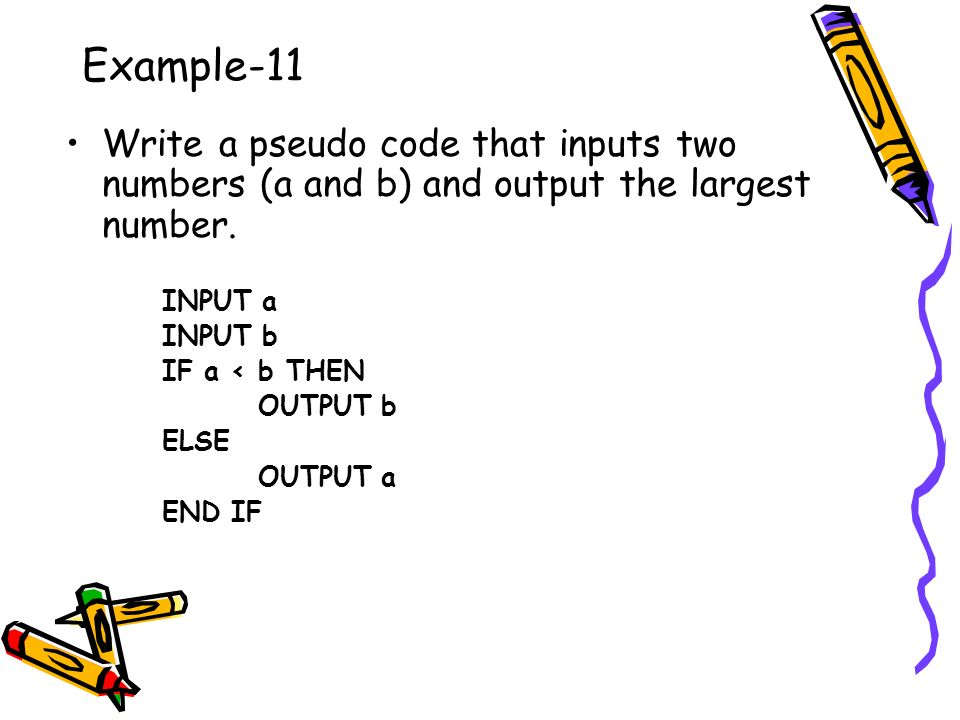 Example-11
• Write a pseudo code that inputs two
numbers (a and b) and output the largest
number.
INPUT a
INPUT b
IF a < b THEN
OUTPUT b
ELSE
OUTPUT a
END IF